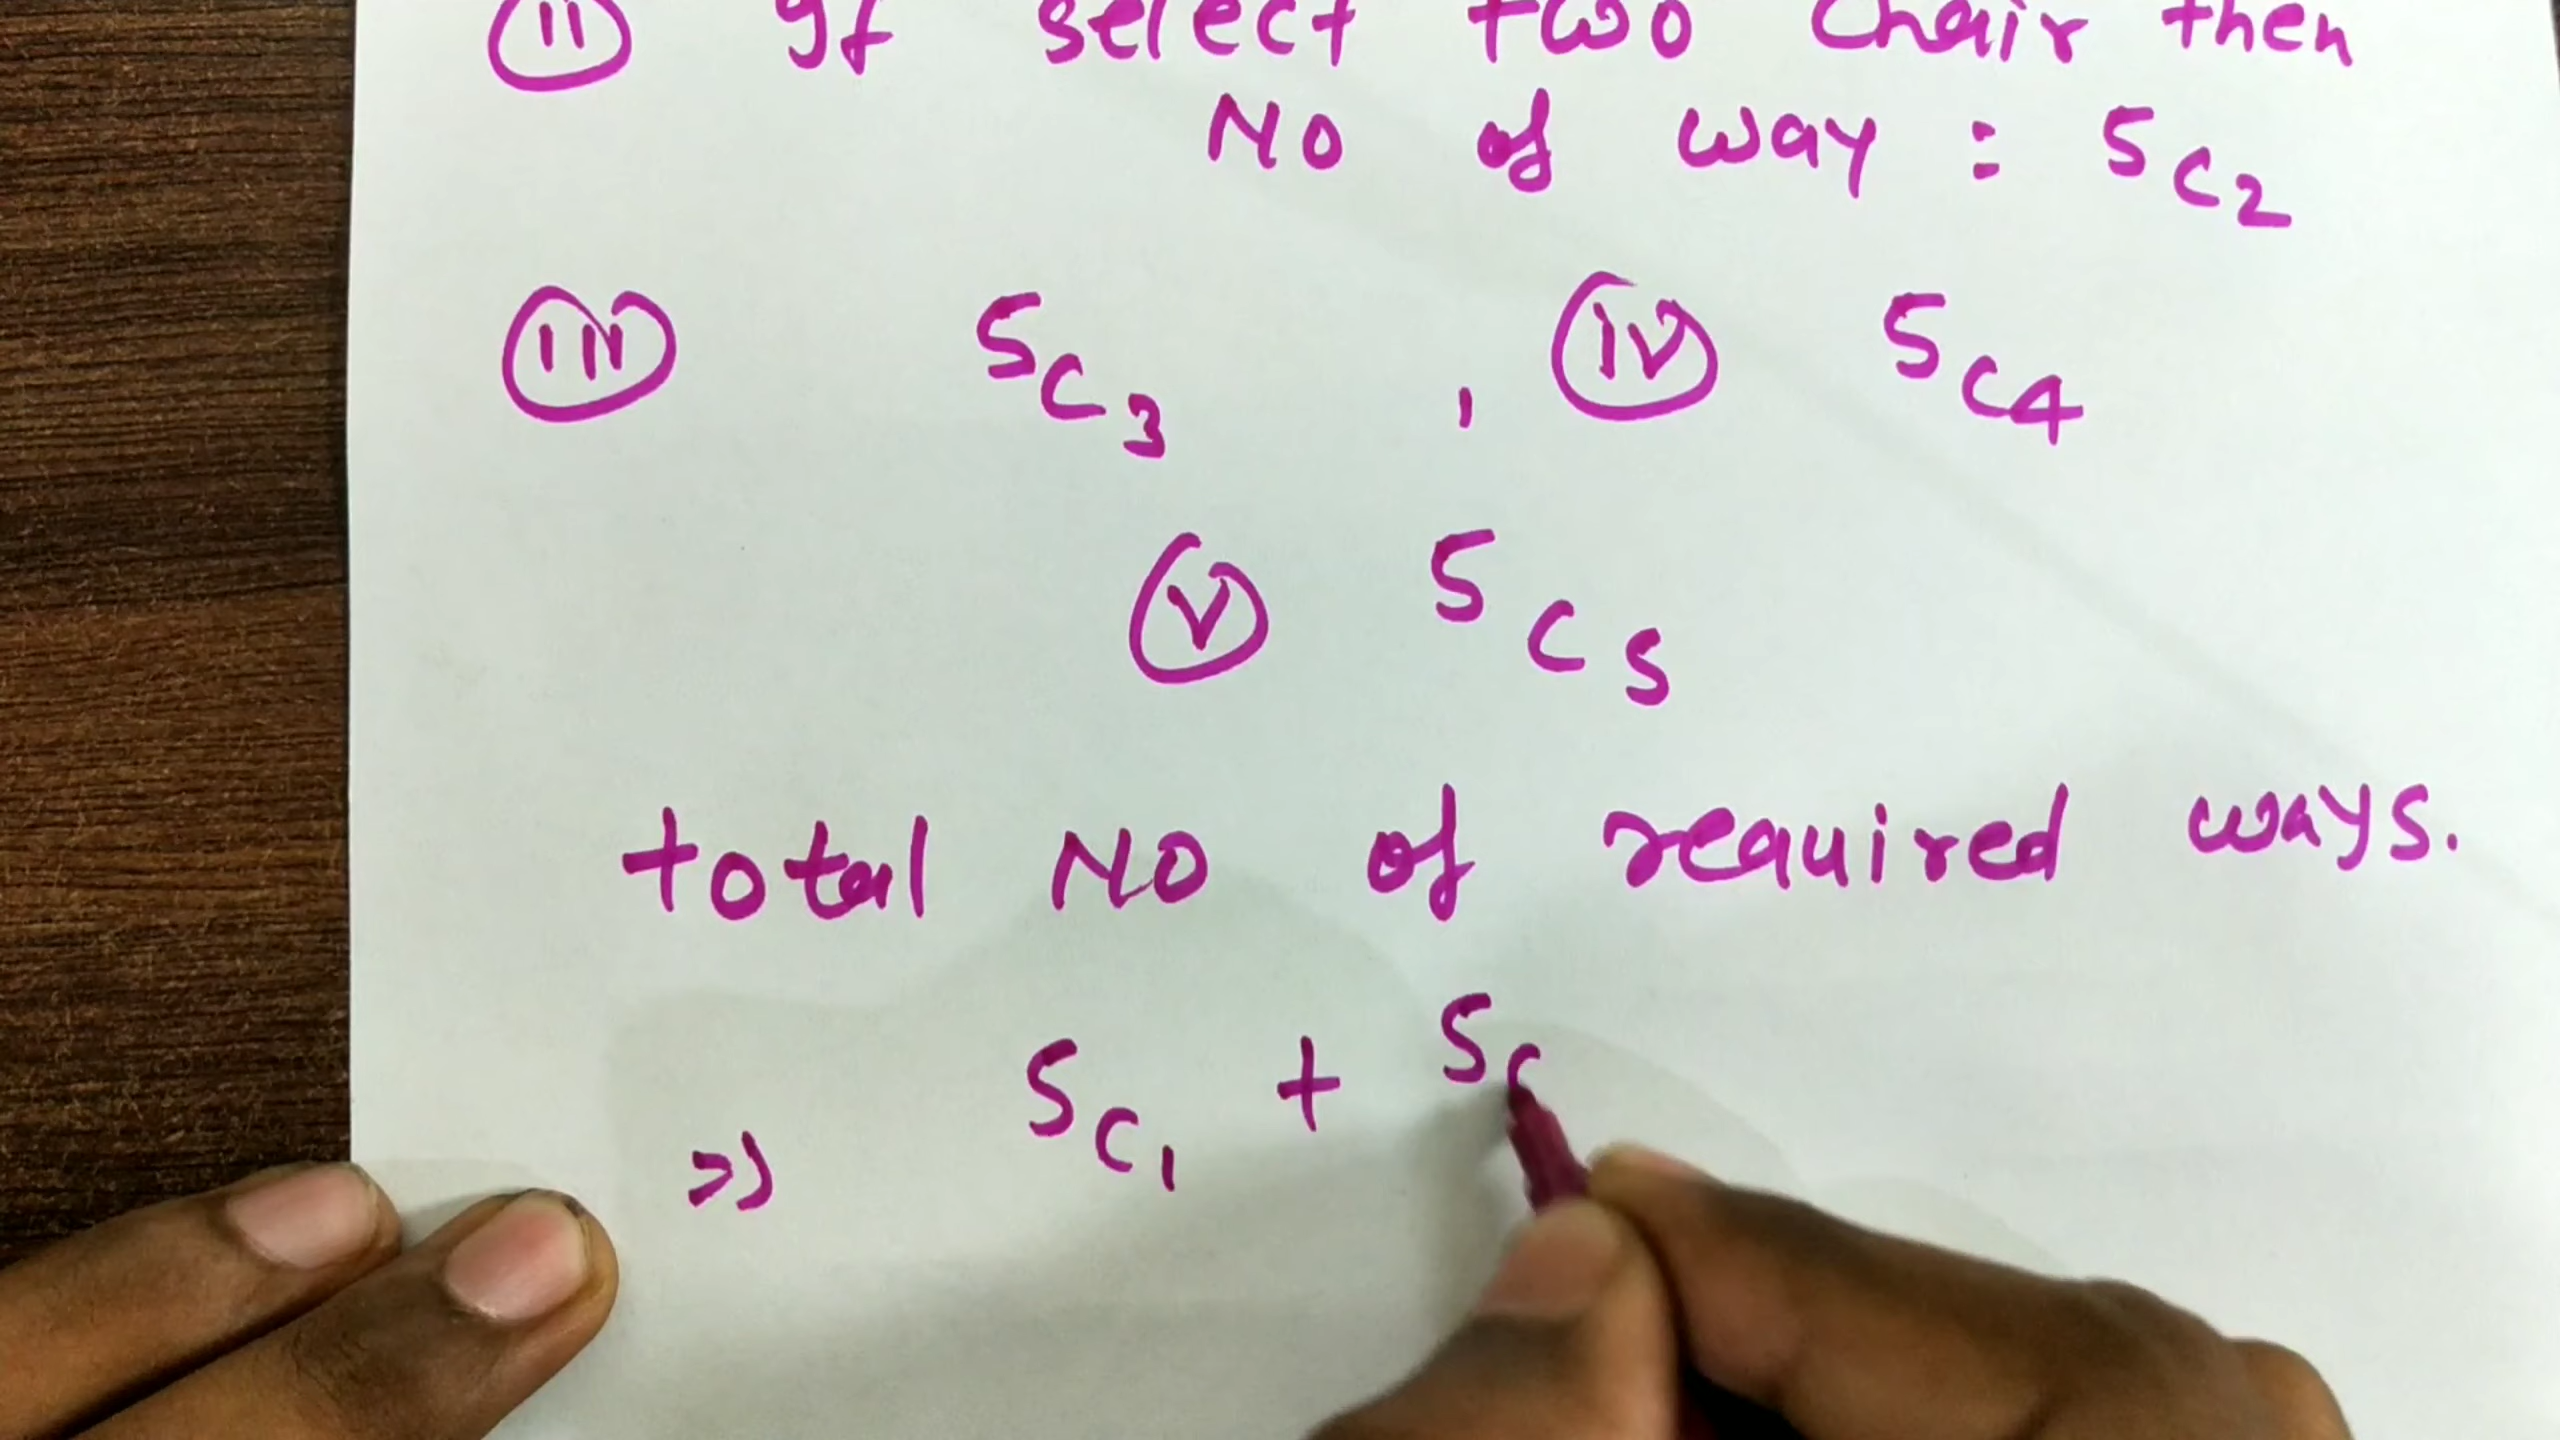 (II) If select two chair then
No of way : 5C2
(III) 5C3 , (IV) 5C4
(V) 5C5
total No of required ways.
=> 5C1 + 5C